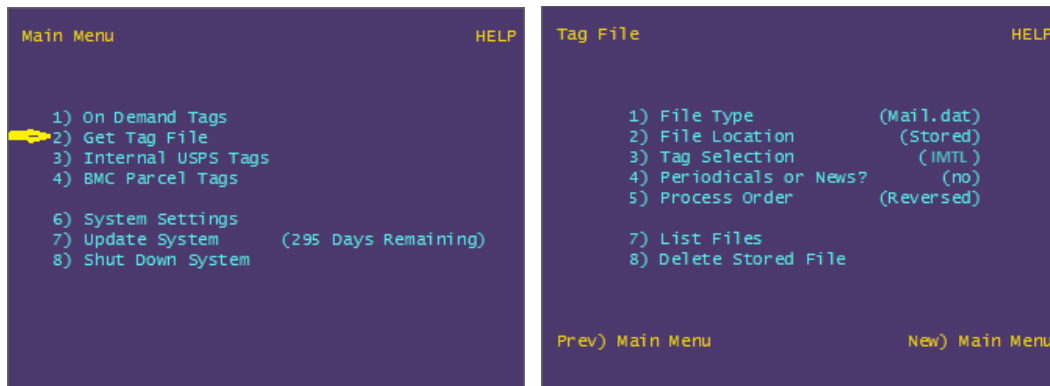 Main Menu HELP
1) On Demand Tags
2) Get Tag File
3) Internal USPS Tags
4) BMC Parcel Tags
6) System Settings
7) Update System (295 Days Remaining)
8) Shut Down System
Tag File HELP
1) File Type (Mail.dat)
2) File Location (Stored)
3) Tag Selection (IMTL)
4) Periodicals or News? (no)
5) Process Order (Reversed)
7) List Files
8) Delete Stored File
Prev) Main Menu New) Main Menu